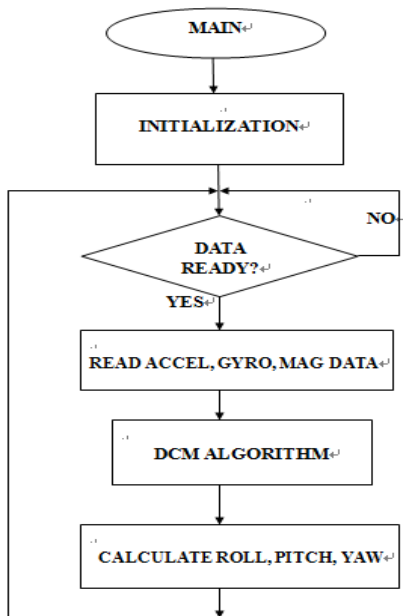 MAIN↵
INITIALIZATION↵
NO↵
DATA
READY?↵
YES↵
READ ACCEL, GYRO, MAG DATA↵
DCM ALGORITHM↵
CALCULATE ROLL, PITCH, YAW↵